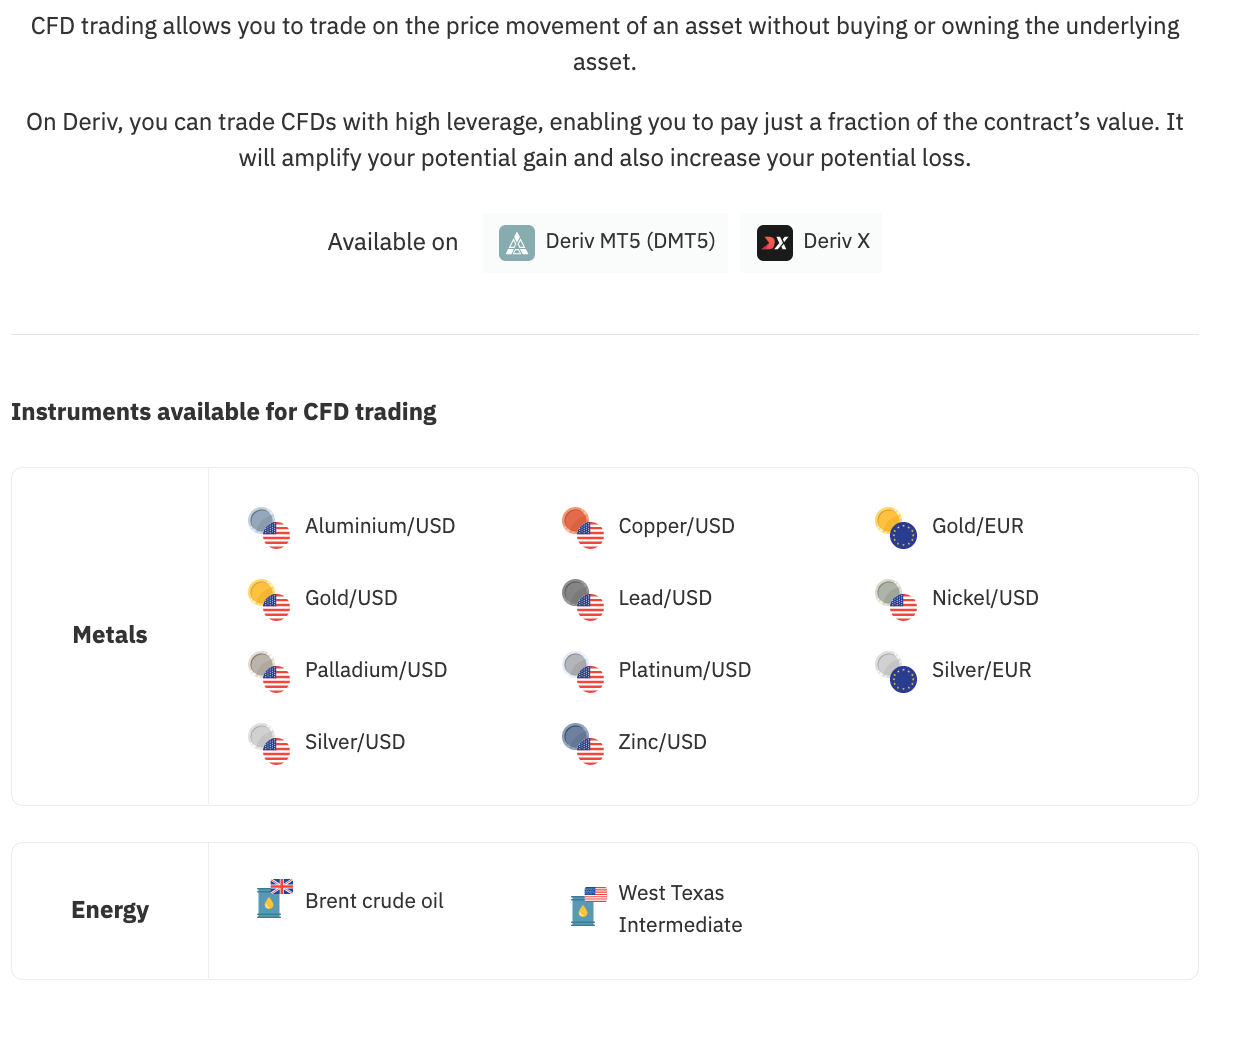 CFD trading allows you to trade on the price movement of an asset without buying or owning the underlying
asset.
On Deriv, you can trade CFDs with high leverage, enabling you to pay just a fraction of the contract’s value. It
will amplify your potential gain and also increase your potential loss.
Available on Deriv MT5 (DMT5) Deriv X
Instruments available for CFD trading
Metals
Aluminium/USD Copper/USD Gold/EUR
Gold/USD Lead/USD Nickel/USD
Palladium/USD Platinum/USD Silver/EUR
Silver/USD Zinc/USD
Energy
Brent crude oil
West Texas
Intermediate